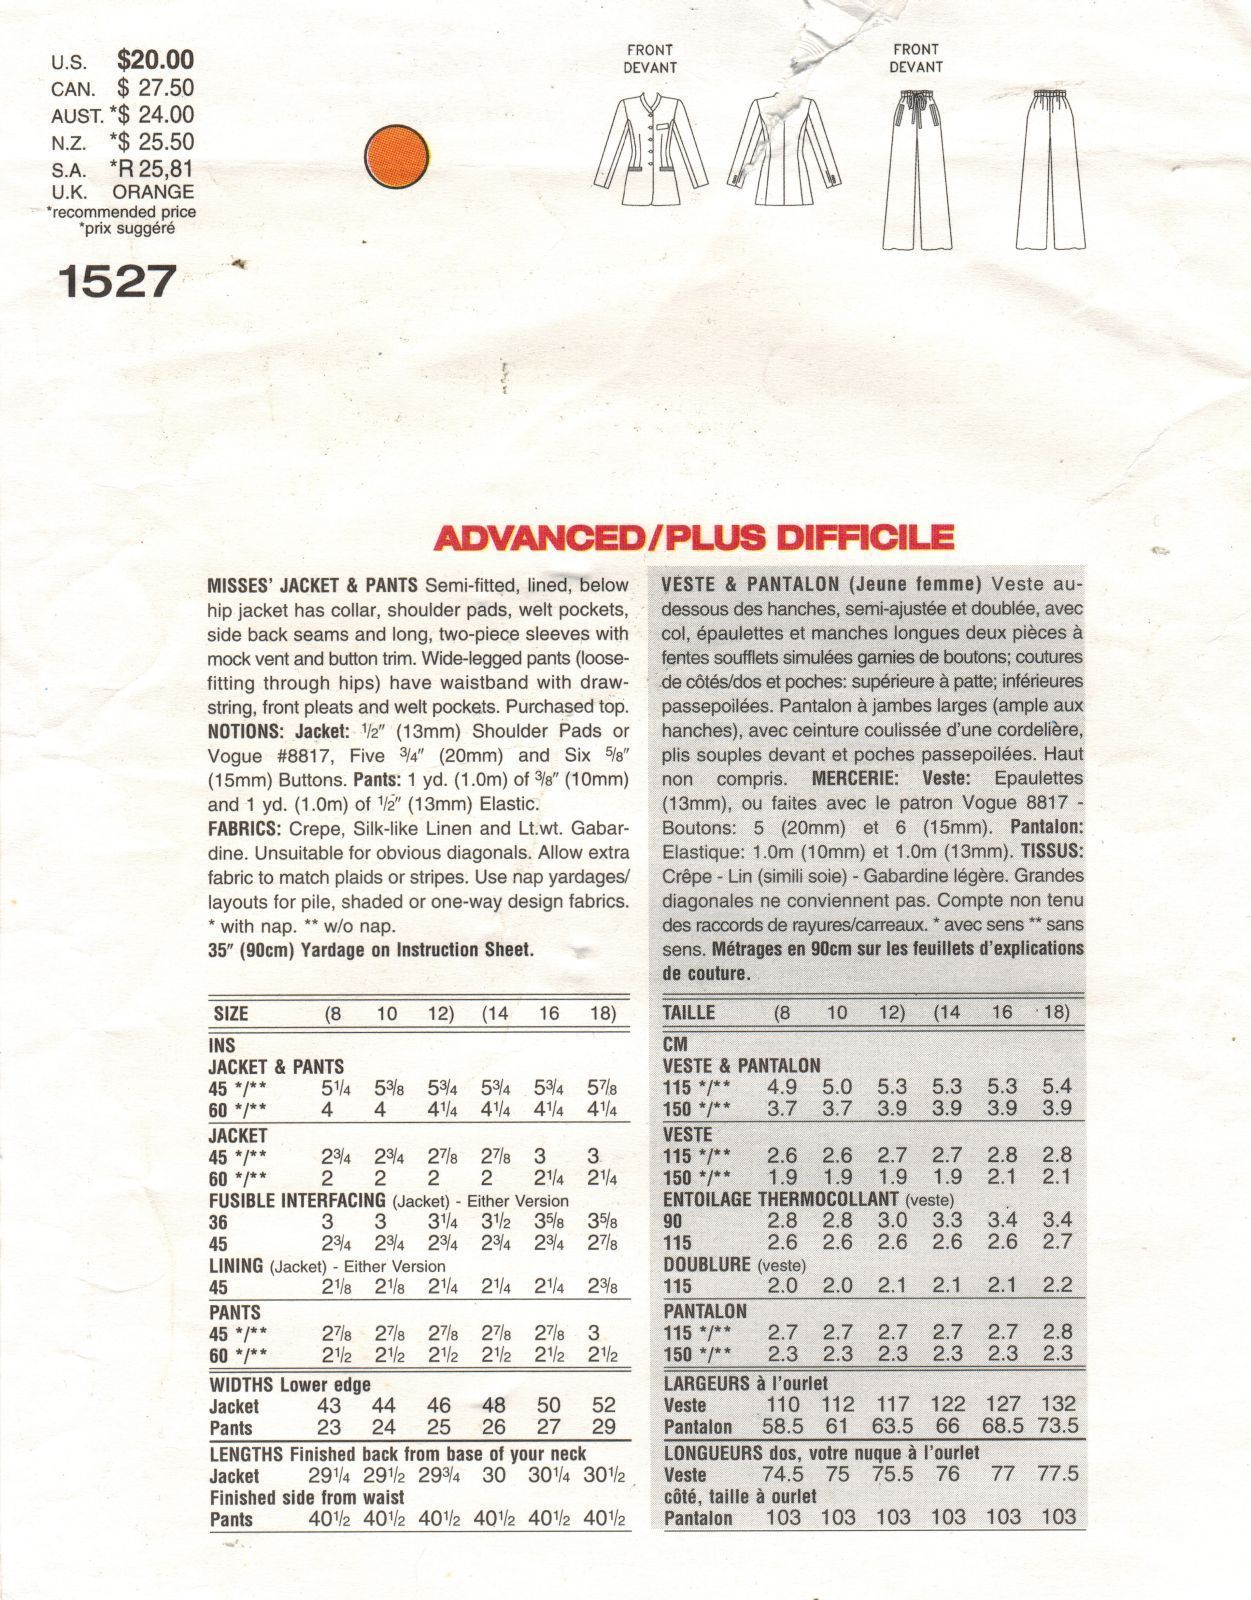 U.S. $20.00
CAN. $ 27.50
AUST. *$ 24.00
N.Z. *$ 25.50
S.A. *R 25,81
U.K. ORANGE
*recommended price
*prix suggéré
1527
FRONT
DEVANT
FRONT
DEVANT
ADVANCED/PLUS DIFFICILE
MISSES' JACKET & PANTS Semi-fitted, lined, below
hip jacket has collar, shoulder pads, welt pockets,
side back seams and long, two-piece sleeves with
mock vent and button trim. Wide-legged pants (loose-
fitting through hips) have waistband with draw-
string, front pleats and welt pockets. Purchased top.
NOTIONS: Jacket: 1/2" (13mm) Shoulder Pads or
Vogue #8817, Five 3/4" (20mm) and Six 5/8"
(15mm) Buttons. Pants: 1 yd. (1.0m) of 3/8" (10mm)
and 1 yd. (1.0m) of 1/2" (13mm) Elastic.
FABRICS: Crepe, Silk-like Linen and Lt.wt. Gabar-
dine. Unsuitable for obvious diagonals. Allow extra
fabric to match plaids or stripes. Use nap yardages/
layouts for pile, shaded or one-way design fabrics.
* with nap. ** w/o nap.
35" (90cm) Yardage on Instruction Sheet.
SIZE (8 10 12) (14 16 18)
INS
JACKET & PANTS
45 */** 5 1/4 5 3/8 5 3/4 5 3/4 5 3/4 5 7/8
60 */** 4 4 4 1/4 4 1/4 4 1/4 4 1/4
JACKET
45 */** 2 3/4 2 3/4 2 7/8 2 7/8 3 3
60 */** 2 2 2 2 2 1/4 2 1/4
FUSIBLE INTERFACING (Jacket) - Either Version
36 3 3 3 1/4 3 1/2 3 5/8 3 5/8
45 2 3/4 2 3/4 2 3/4 2 3/4 2 3/4 2 7/8
LINING (Jacket) - Either Version
45 2 1/8 2 1/8 2 1/4 2 1/4 2 1/4 2 3/8
PANTS
45 */** 2 7/8 2 7/8 2 7/8 2 7/8 2 7/8 3
60 */** 2 1/2 2 1/2 2 1/2 2 1/2 2 1/2 2 1/2
WIDTHS Lower edge
Jacket 43 44 46 48 50 52
Pants 23 24 25 26 27 29
LENGTHS Finished back from base of your neck
Jacket 29 1/4 29 1/2 29 3/4 30 30 1/4 30 1/2
Finished side from waist
Pants 40 1/2 40 1/2 40 1/2 40 1/2 40 1/2 40 1/2
VESTE & PANTALON (Jeune femme) Veste au-
dessous des hanches, semi-ajustée et doublée, avec
col, épaulettes et manches longues deux pièces à
fentes soufflets simulées garnies de boutons; coutures
de côtés/dos et poches: supérieure à patte; inférieures
passepoilées. Pantalon à jambes larges (ample aux
hanches), avec ceinture coulissée d'une cordelière,
plis souples devant et poches passepoilées. Haut
non compris. MERCERIE: Veste: Epaulettes
(13mm), ou faites avec le patron Vogue 8817 -
Boutons: 5 (20mm) et 6 (15mm). Pantalon:
Elastique: 1.0m (10mm) et 1.0m (13mm). TISSUS:
Crêpe - Lin (simili soie) - Gabardine légère. Grandes
diagonales ne conviennent pas. Compte non tenu
des raccords de rayures/carreaux. * avec sens ** sans
sens. Métrages en 90cm sur les feuillets d'explications
de couture.
TAILLE (8 10 12) (14 16 18)
CM
VESTE & PANTALON
115 */** 4.9 5.0 5.3 5.3 5.3 5.4
150 */** 3.7 3.7 3.9 3.9 3.9 3.9
VESTE
115 */** 2.6 2.6 2.7 2.7 2.8 2.8
150 */** 1.9 1.9 1.9 1.9 2.1 2.1
ENTOILAGE THERMOCOLLANT (veste)
90 2.8 2.8 3.0 3.3 3.4 3.4
115 2.6 2.6 2.6 2.6 2.6 2.7
DOUBLURE (veste)
115 2.0 2.0 2.1 2.1 2.1 2.2
PANTALON
115 */** 2.7 2.7 2.7 2.7 2.7 2.8
150 */** 2.3 2.3 2.3 2.3 2.3 2.3
LARGEURS à l'ourlet
Veste 110 112 117 122 127 132
Pantalon 58.5 61 63.5 66 68.5 73.5
LONGUEURS dos, votre nuque à l'ourlet
Veste 74.5 75 75.5 76 77 77.5
côté, taille à ourlet
Pantalon 103 103 103 103 103 103